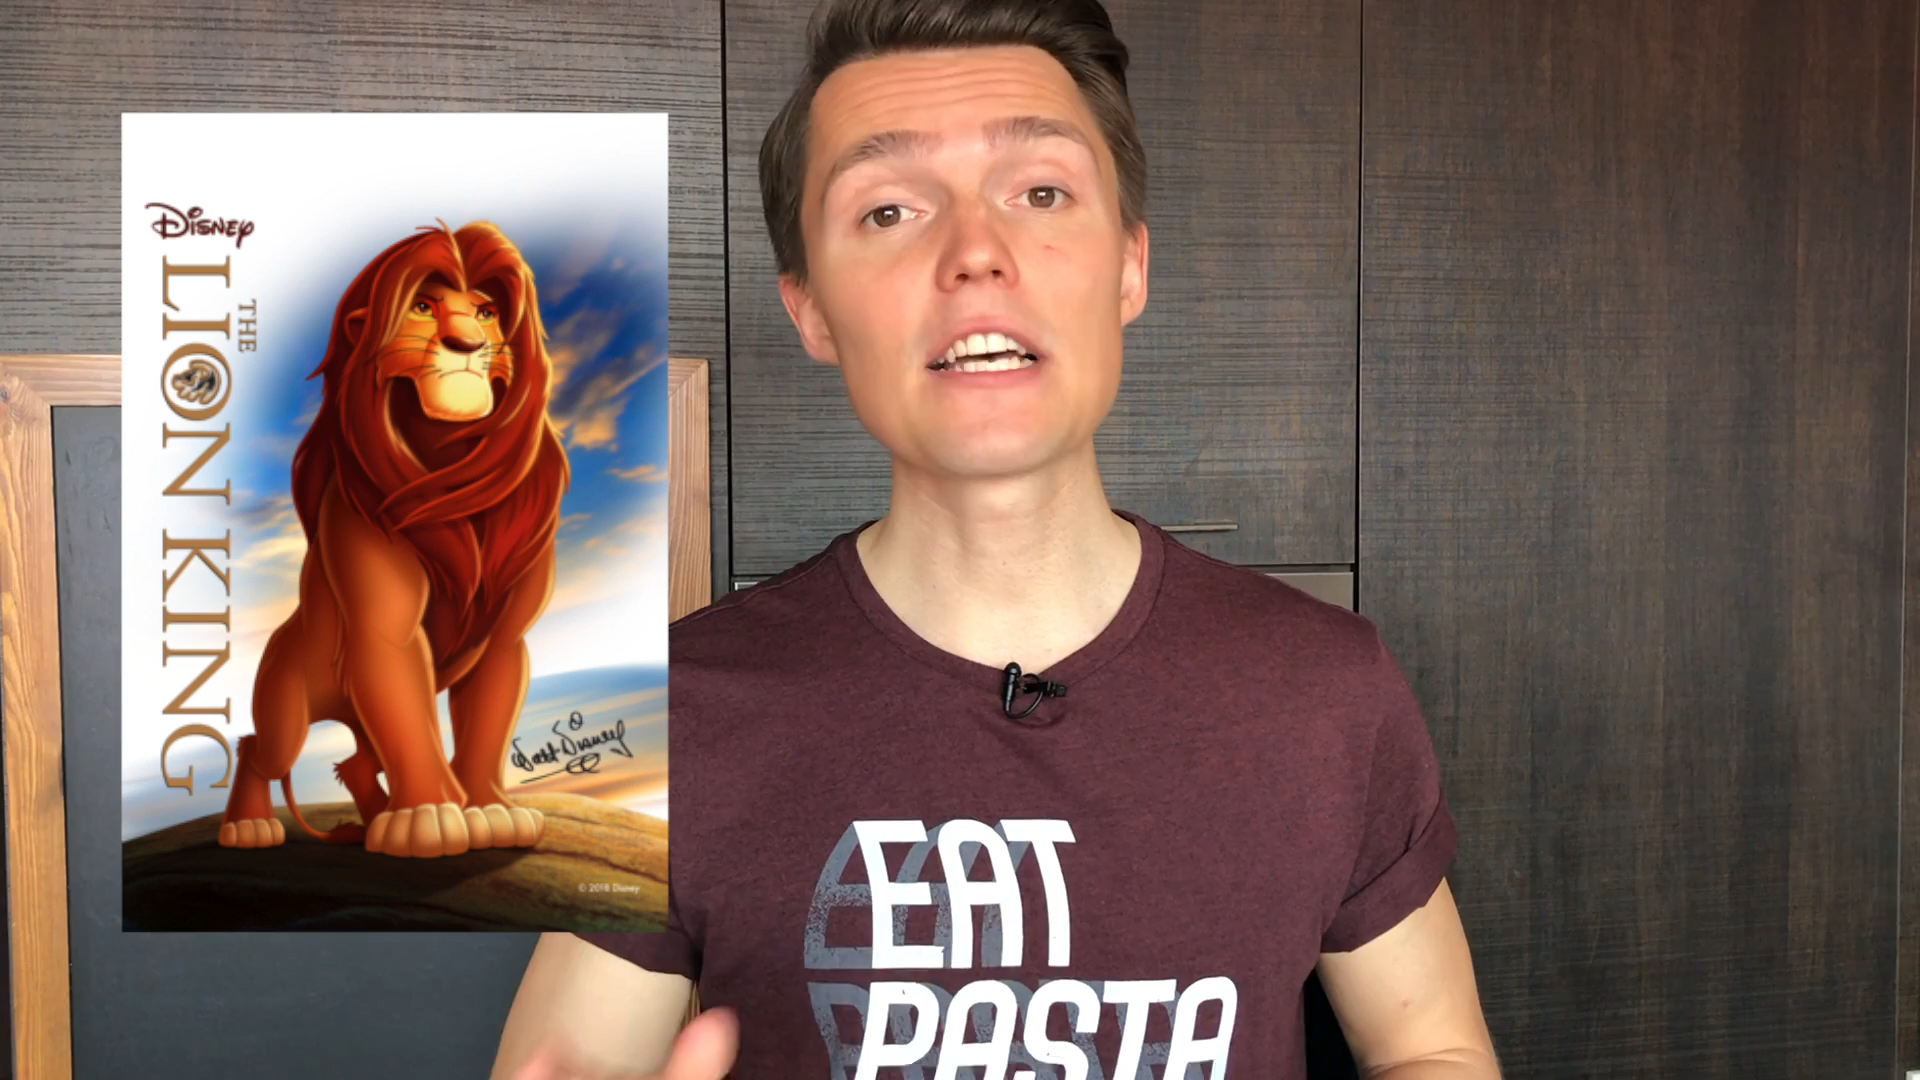 Disney
THE
LION KING
Walt Disney
© 2018 Disney
EAT
PASTA